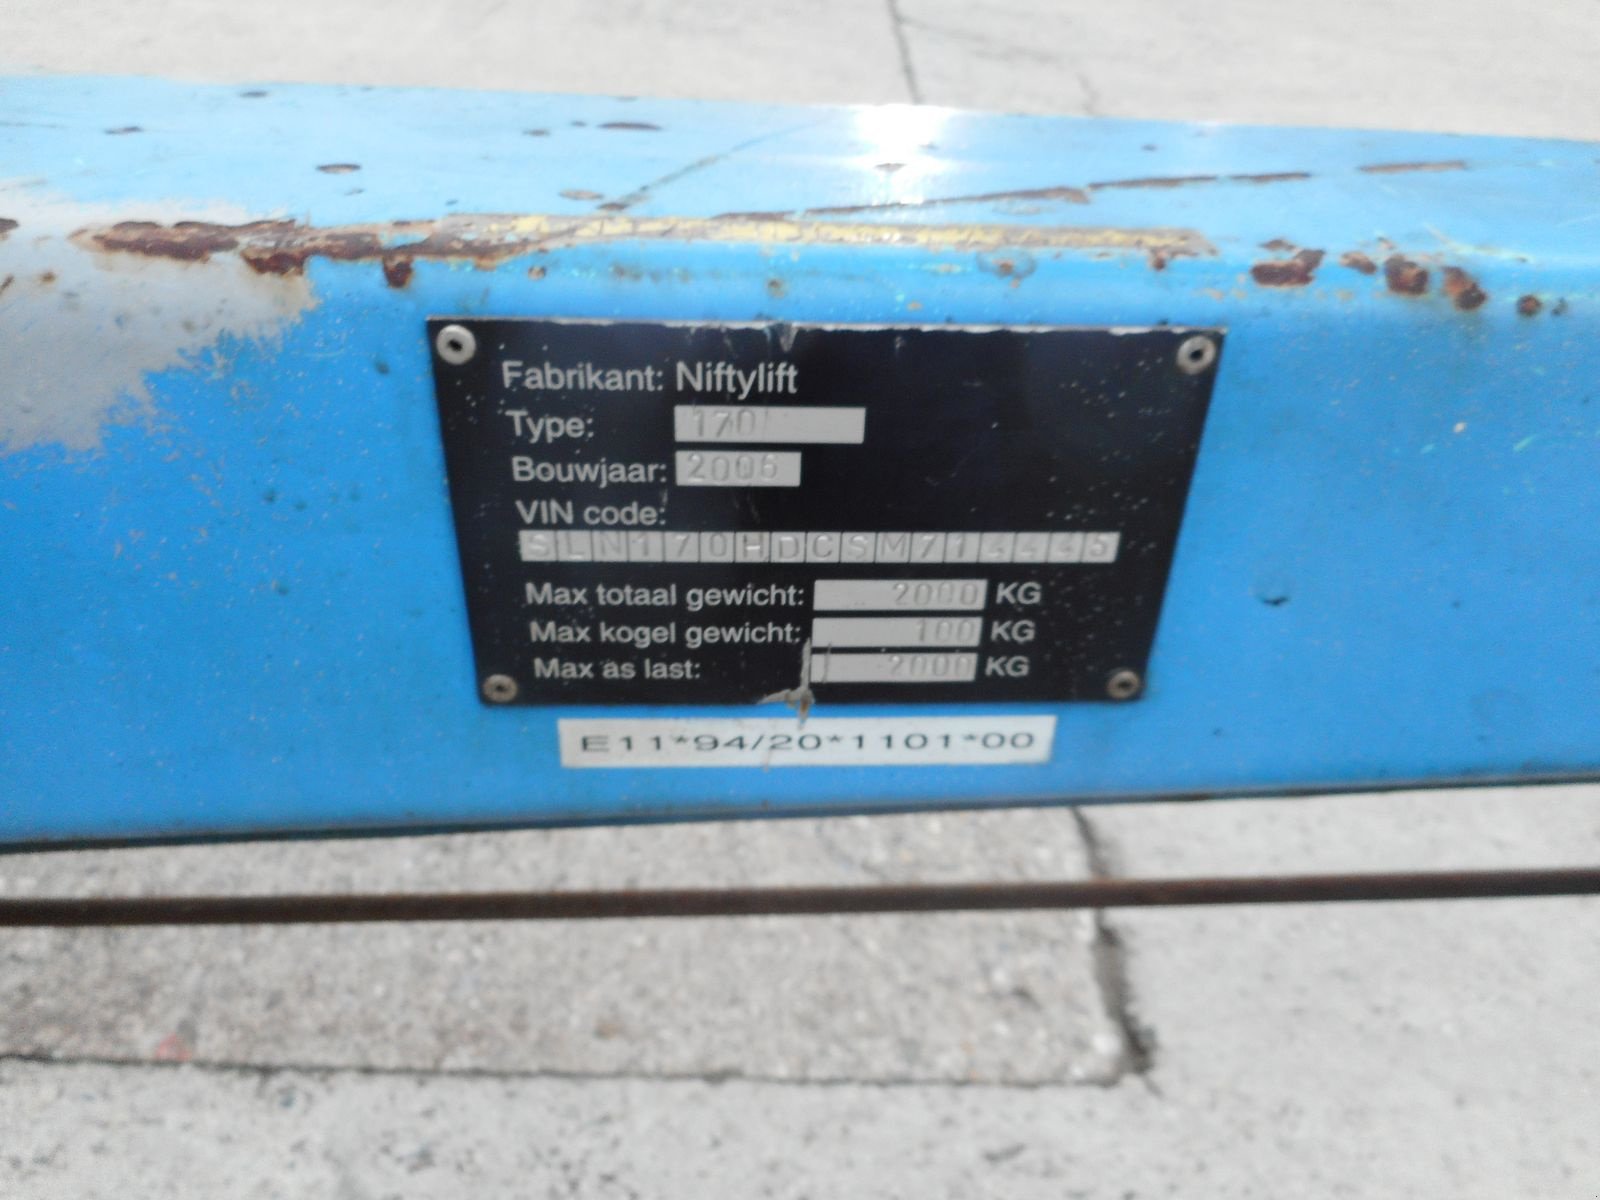 Fabrikant: Niftylift
Type: 170
Bouwjaar: 2006
VIN code:
SLN170HDCSM714445
Max totaal gewicht: 2000 KG
Max kogel gewicht: 100 KG
Max as last: 2000 KG
E11*94/20*1101*00